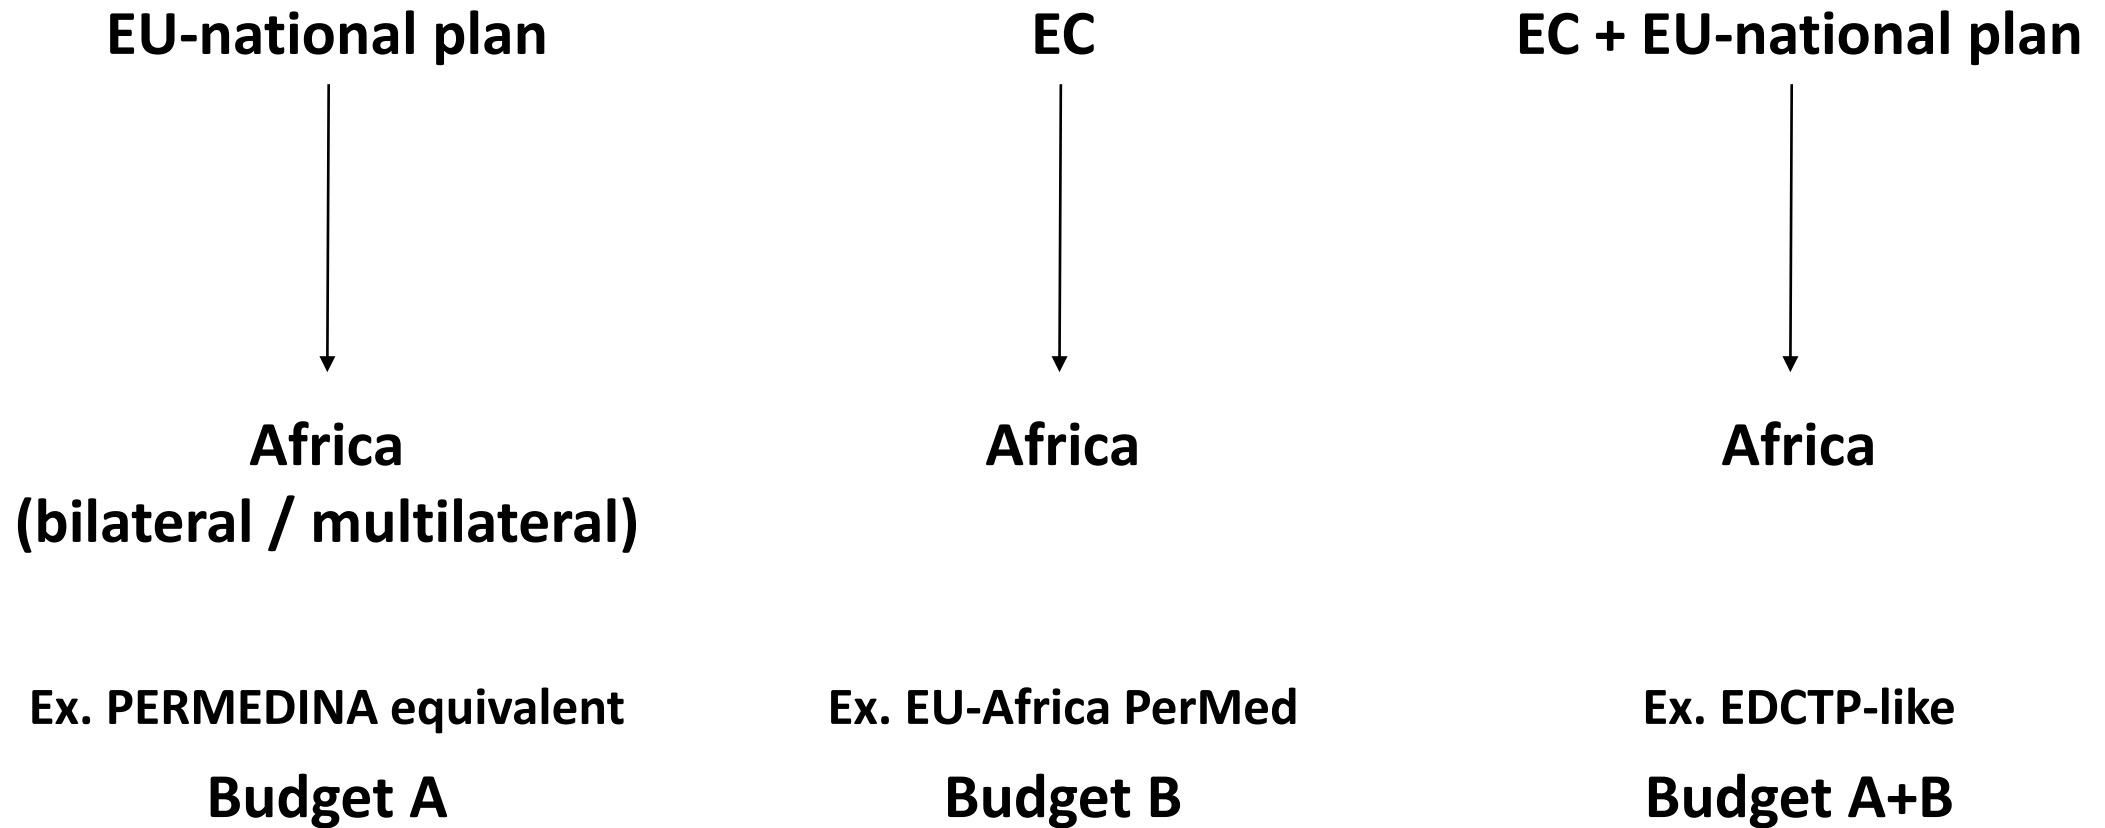 EU-national plan
EC
EC + EU-national plan
Africa
(bilateral / multilateral)
Africa
Africa
Ex. PERMEDINA equivalent
Ex. EU-Africa PerMed
Ex. EDCTP-like
Budget A
Budget B
Budget A+B